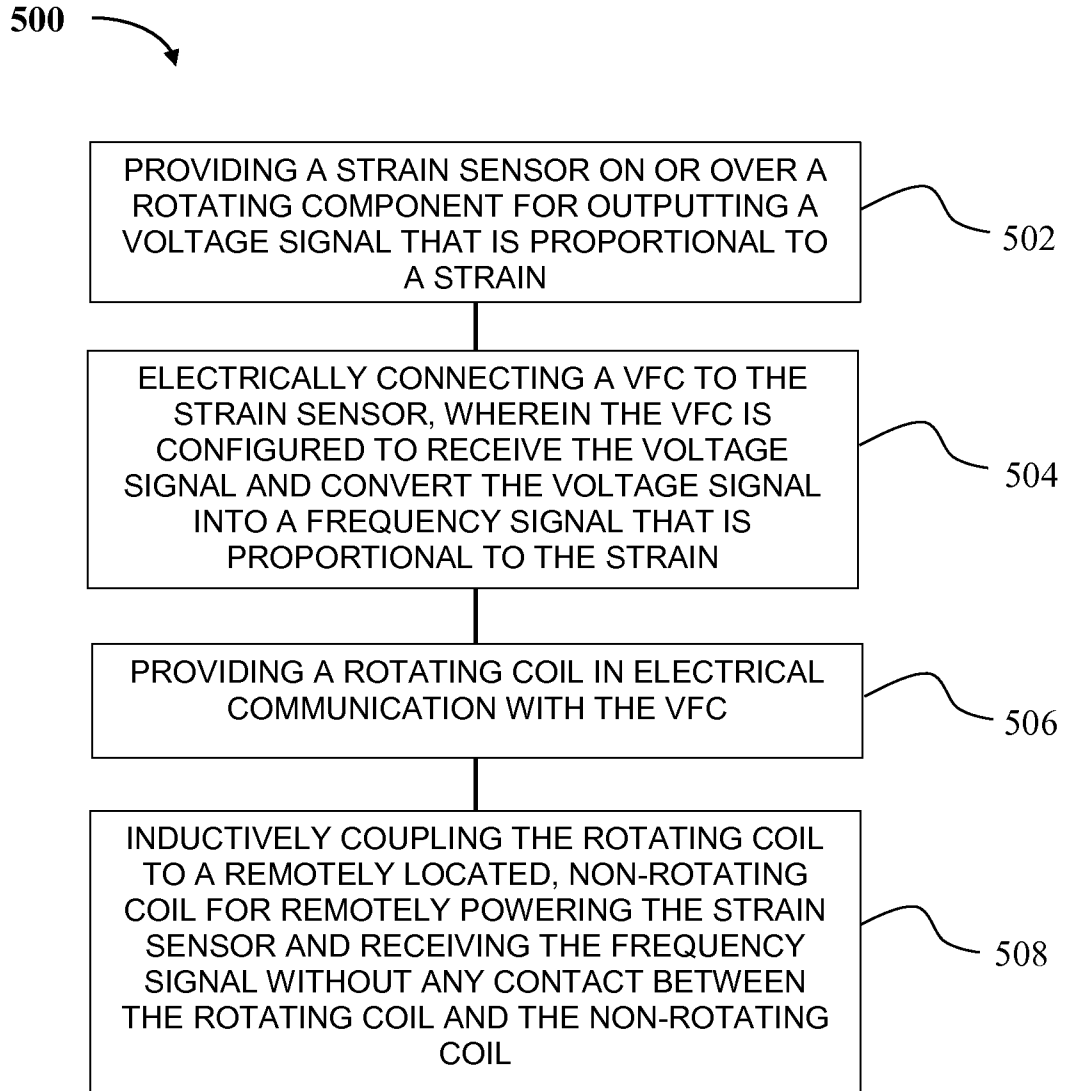 500
PROVIDING A STRAIN SENSOR ON OR OVER A
ROTATING COMPONENT FOR OUTPUTTING A
VOLTAGE SIGNAL THAT IS PROPORTIONAL TO
A STRAIN
502
ELECTRICALLY CONNECTING A VFC TO THE
STRAIN SENSOR, WHEREIN THE VFC IS
CONFIGURED TO RECEIVE THE VOLTAGE
SIGNAL AND CONVERT THE VOLTAGE SIGNAL
INTO A FREQUENCY SIGNAL THAT IS
PROPORTIONAL TO THE STRAIN
504
PROVIDING A ROTATING COIL IN ELECTRICAL
COMMUNICATION WITH THE VFC
506
INDUCTIVELY COUPLING THE ROTATING COIL
TO A REMOTELY LOCATED, NON-ROTATING
COIL FOR REMOTELY POWERING THE STRAIN
SENSOR AND RECEIVING THE FREQUENCY
SIGNAL WITHOUT ANY CONTACT BETWEEN
THE ROTATING COIL AND THE NON-ROTATING
COIL
508